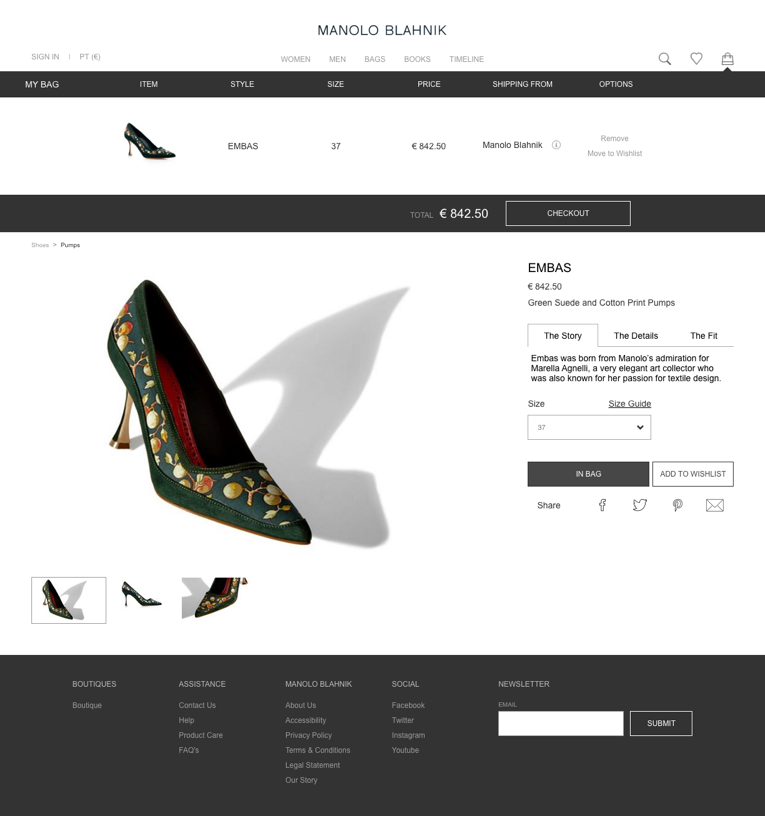 MANOLO BLAHNIK
SIGN IN | PT (€)
WOMEN MEN BAGS BOOKS TIMELINE
MY BAG ITEM STYLE SIZE PRICE SHIPPING FROM OPTIONS
EMBAS 37 € 842.50 Manolo Blahnik i
Remove
Move to Wishlist
TOTAL € 842.50 CHECKOUT
Shoes > Pumps
EMBAS
€ 842.50
Green Suede and Cotton Print Pumps
The Story The Details The Fit
Embas was born from Manolo's admiration for
Marella Agnelli, a very elegant art collector who
was also known for her passion for textile design.
Size Size Guide
37
IN BAG ADD TO WISHLIST
Share
BOUTIQUES
Boutique
ASSISTANCE
Contact Us
Help
Product Care
FAQ's
MANOLO BLAHNIK
About Us
Accessibility
Privacy Policy
Terms & Conditions
Legal Statement
Our Story
SOCIAL
Facebook
Twitter
Instagram
Youtube
NEWSLETTER
EMAIL
SUBMIT